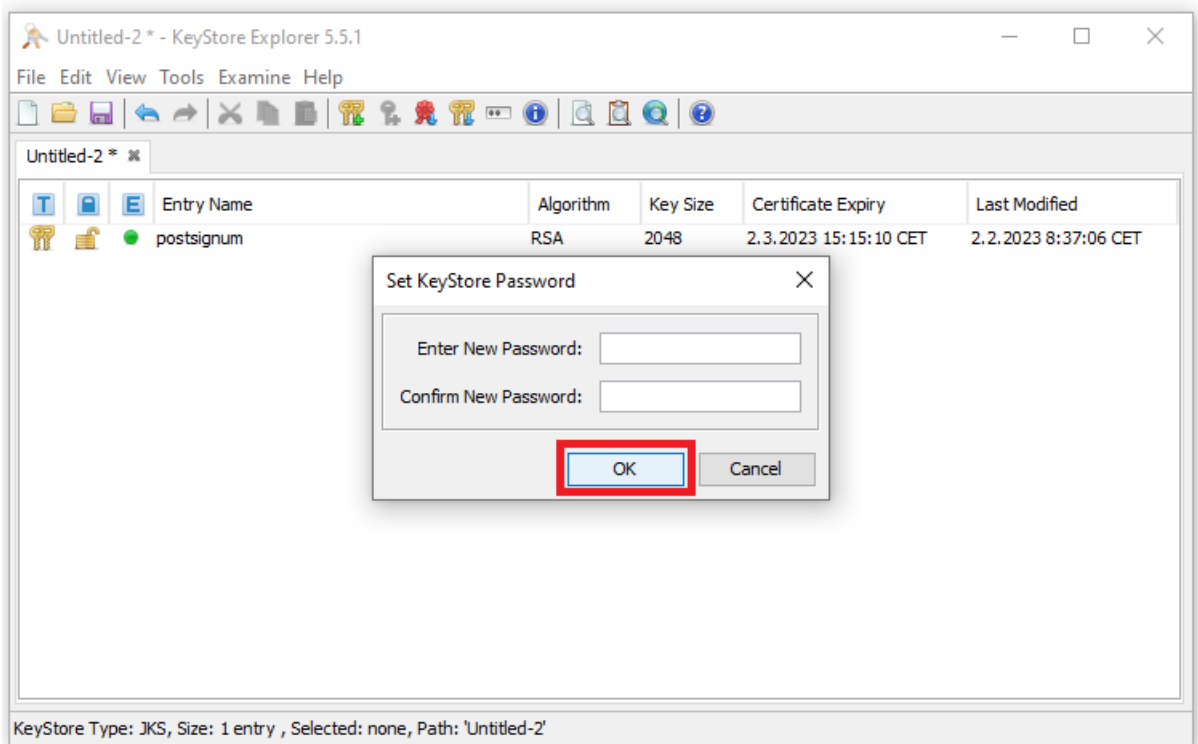 Untitled-2 * - KeyStore Explorer 5.5.1
File Edit View Tools Examine Help
Untitled-2 *
T E Entry Name Algorithm Key Size Certificate Expiry Last Modified
postsignum RSA 2048 2.3.2023 15:15:10 CET 2.2.2023 8:37:06 CET
Set KeyStore Password
Enter New Password:
Confirm New Password:
OK Cancel
KeyStore Type: JKS, Size: 1 entry , Selected: none, Path: 'Untitled-2'